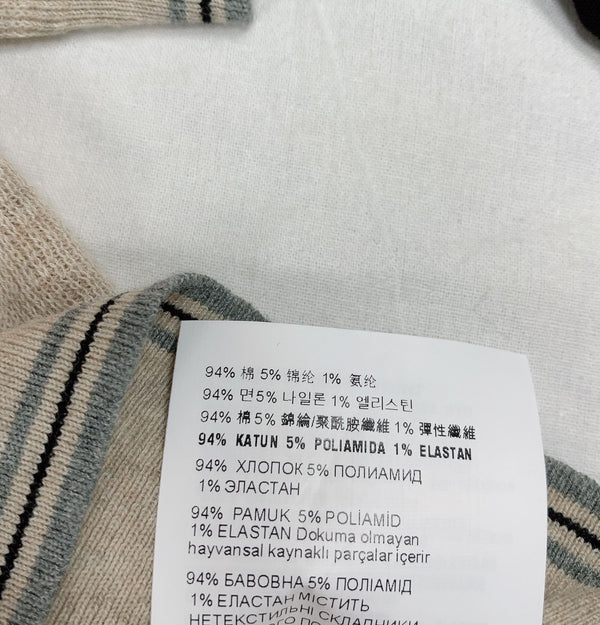 94% 棉 5% 锦纶 1% 氨纶
94% 면 5% 나일론 1% 엘리스틴
94% 棉 5% 錦綸/聚酰胺纖維 1% 彈性纖維
94% KATUN 5% POLIAMIDA 1% ELASTAN
94% ХЛОПОК 5% ПОЛИАМИД
1% ЭЛАСТАН
94% PAMUK 5% POLİAMİD
1% ELASTAN Dokuma olmayan
hayvansal kaynaklı parçalar içerir
94% БАВОВНА 5% ПОЛІАМІД
1% ЕЛАСТАН МІСТИТЬ
НЕТЕКСТИЛЬНІ СКЛАДНИКИ